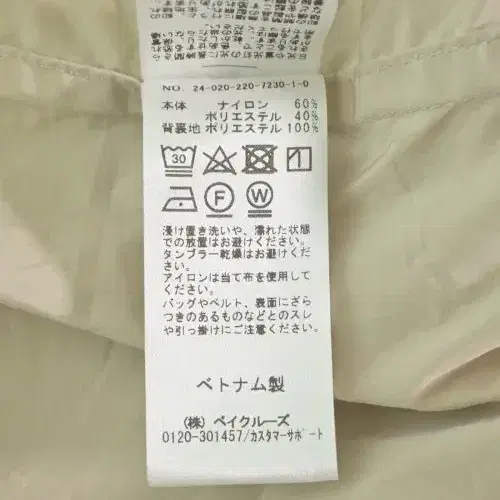 NO. 24-020-220-7230-1-0
本体 ナイロン 60%
ポリエステル 40%
背裏地 ポリエステル 100%
30
F W
浸け置き洗いや、濡れた状態
での放置はお避けください。
タンブラー乾燥はお避けくだ
さい。
アイロンは当て布を使用して
ください。
バッグやベルト、表面にざら
つきのあるものなどとのスレ
や引っ掛けにご注意ください。
ベトナム製
(株) ベイクルーズ
0120-301457/カスタマーサポート